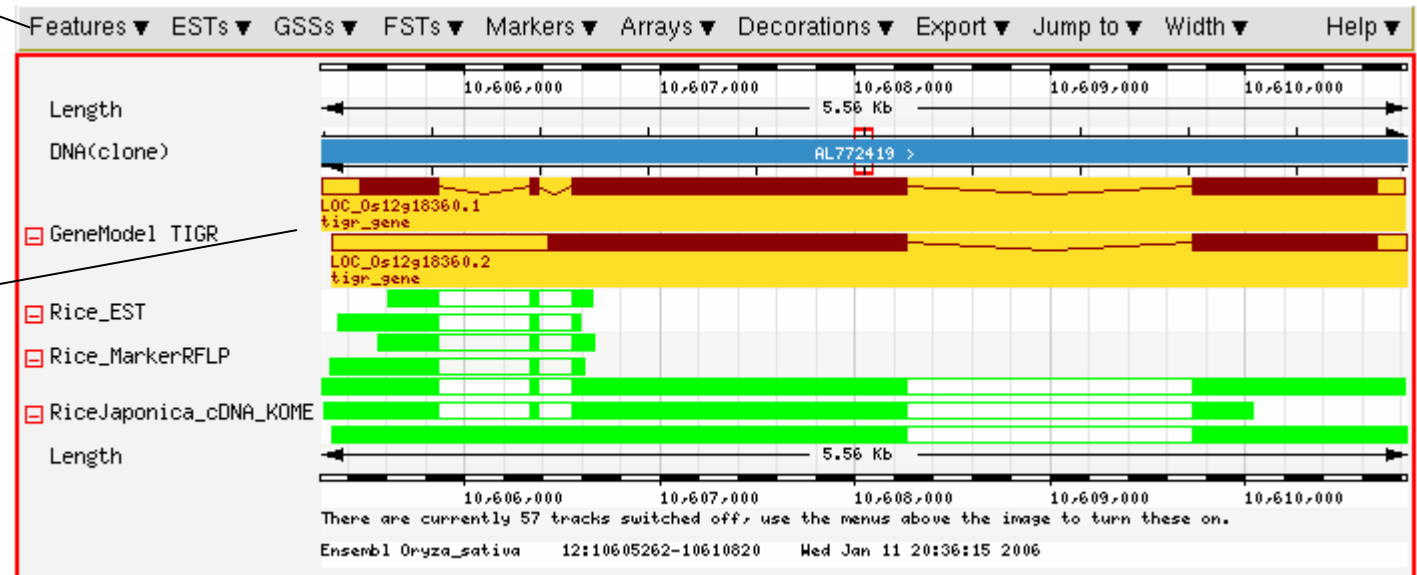 Features ▼ ESTs ▼ GSSs ▼ FSTs ▼ Markers ▼ Arrays ▼ Decorations ▼ Export ▼ Jump to ▼ Width ▼ Help ▼
10,606,000 10,607,000 10,608,000 10,609,000 10,610,000
Length 5.56 Kb
DNA(clone) AL772419 >
LOC_Os12g18360.1
tigr_gene
GeneModel TIGR
LOC_Os12g18360.2
tigr_gene
Rice_EST
Rice_MarkerRFLP
RiceJaponica_cDNA_KOME
Length 5.56 Kb
10,606,000 10,607,000 10,608,000 10,609,000 10,610,000
There are currently 57 tracks switched off, use the menus above the image to turn these on.
Ensembl Oryza_sativa 12:10605262-10610820 Wed Jan 11 20:36:15 2006